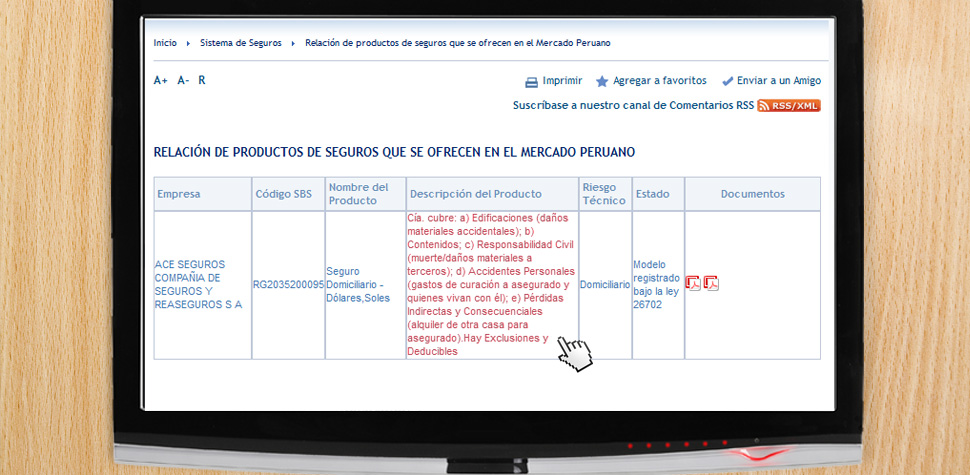 Inicio Sistema de Seguros Relación de productos de seguros que se ofrecen en el Mercado Peruano
A+ A- R
Imprimir Agregar a favoritos Enviar a un Amigo
Suscríbase a nuestro canal de Comentarios RSS RSS/XML
RELACIÓN DE PRODUCTOS DE SEGUROS QUE SE OFRECEN EN EL MERCADO PERUANO
Empresa
Código SBS
Nombre del
Producto
Descripción del Producto
Riesgo
Técnico
Estado
Documentos
ACE SEGUROS
COMPAÑIA DE
SEGUROS Y
REASEGUROS S A
RG2035200095
Seguro
Domiciliario -
Dólares,Soles
Cía. cubre: a) Edificaciones (daños
materiales accidentales); b)
Contenidos; c) Responsabilidad Civil
(muerte/daños materiales a
terceros); d) Accidentes Personales
(gastos de curación a asegurado y
quienes vivan con él); e) Pérdidas
Indirectas y Consecuenciales
(alquiler de otra casa para
asegurado).Hay Exclusiones y
Deducibles
Domiciliario
Modelo
registrado
bajo la ley
26702